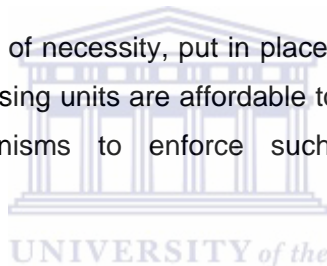 of necessity, put in place
sing units are affordable to
nisms to enforce such
UNIVERSITY of the